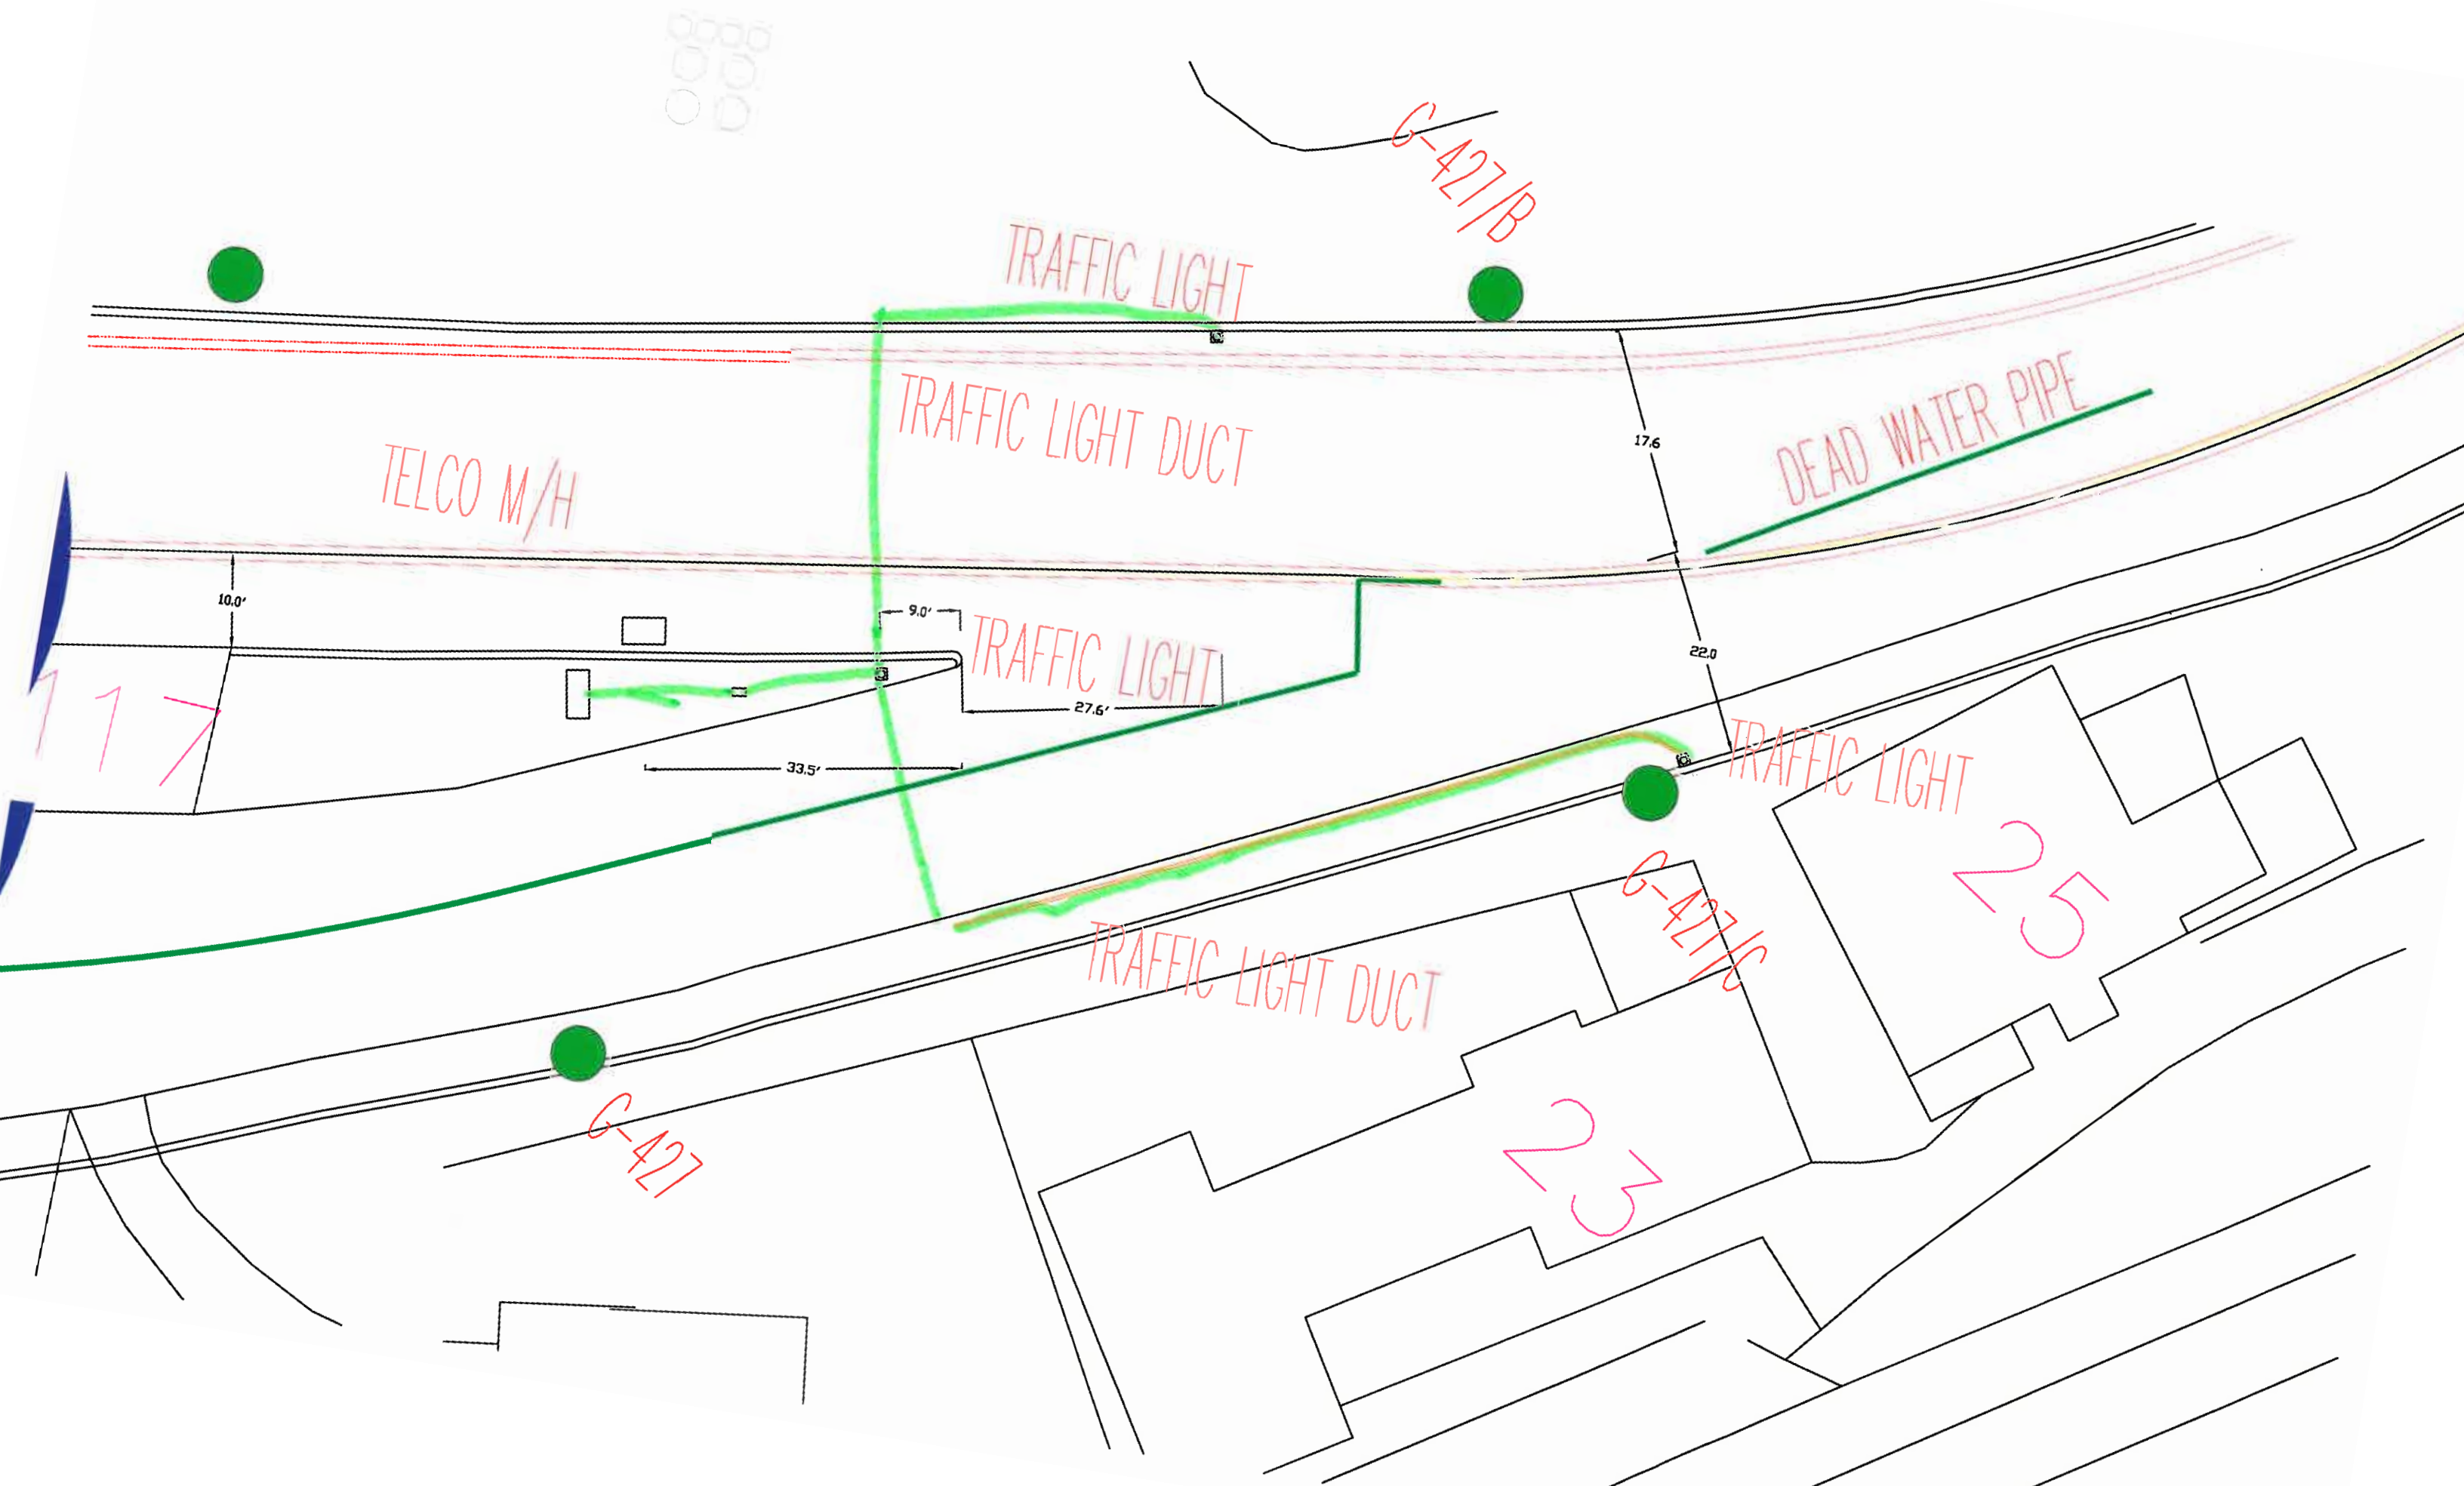 G-427/B
TRAFFIC LIGHT
TRAFFIC LIGHT DUCT
17.6
DEAD WATER PIPE
TELCO M/H
10.0'
9.0'
TRAFFIC LIGHT
22.0
117
27.6'
33.5'
TRAFFIC LIGHT
25
G-427/C
TRAFFIC LIGHT DUCT
G-427
23